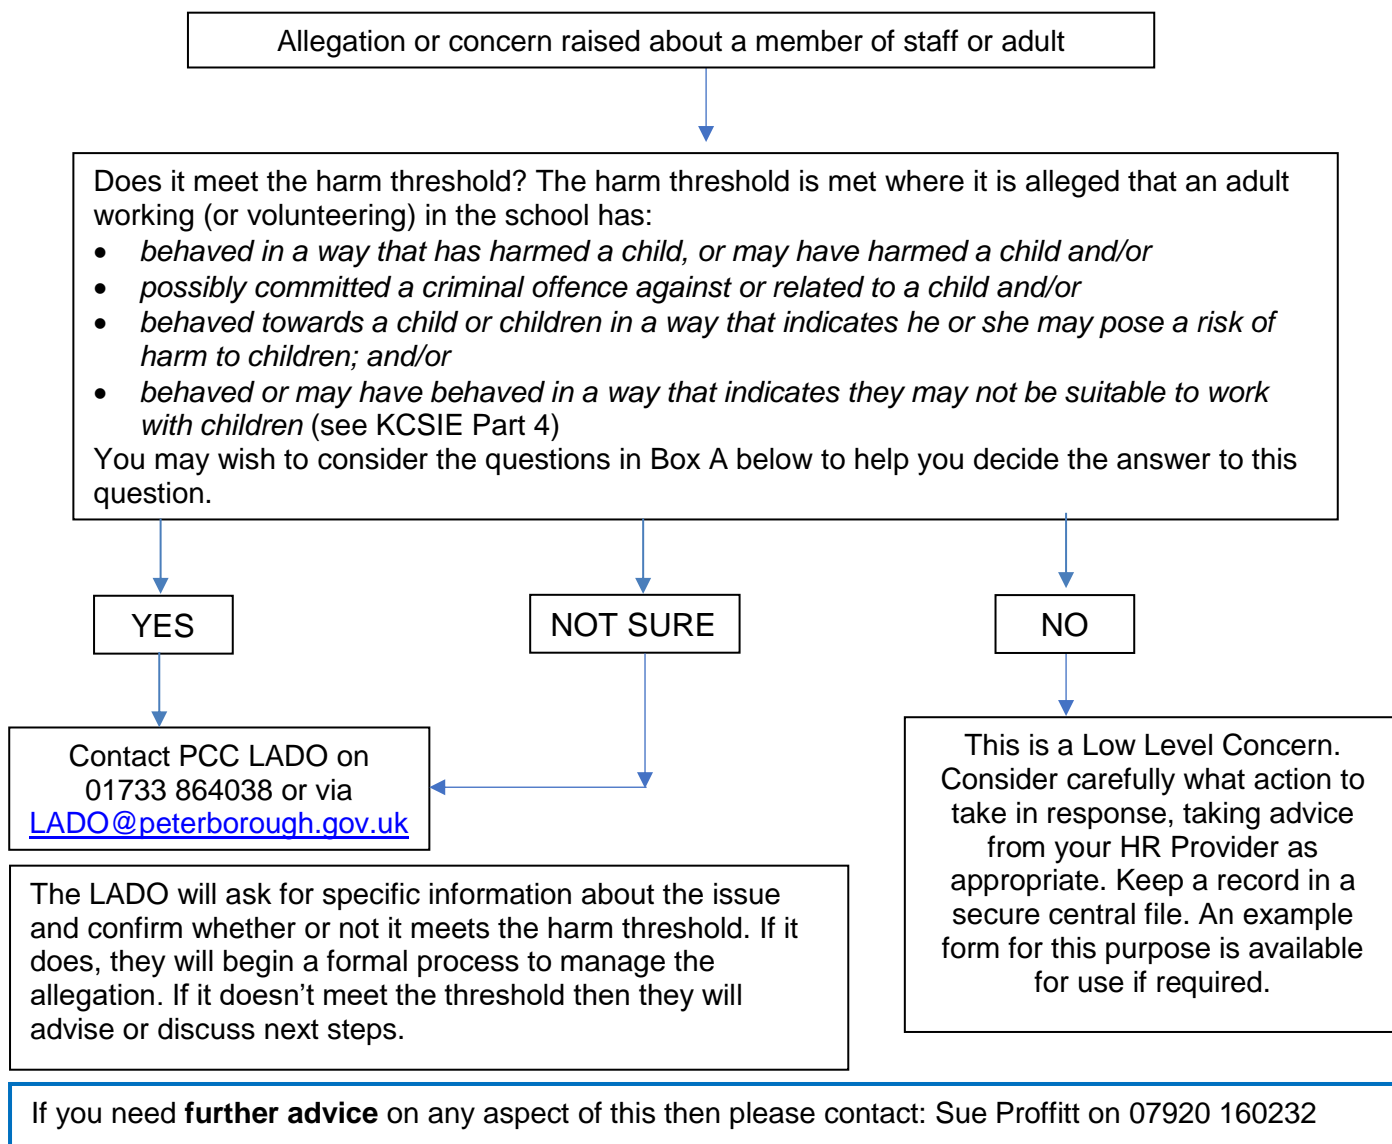 Allegation or concern raised about a member of staff or adult
Does it meet the harm threshold? The harm threshold is met where it is alleged that an adult
working (or volunteering) in the school has:
• behaved in a way that has harmed a child, or may have harmed a child and/or
• possibly committed a criminal offence against or related to a child and/or
• behaved towards a child or children in a way that indicates he or she may pose a risk of
harm to children; and/or
• behaved or may have behaved in a way that indicates they may not be suitable to work
with children (see KCSIE Part 4)
You may wish to consider the questions in Box A below to help you decide the answer to this
question.
YES
NOT SURE
NO
Contact PCC LADO on
01733 864038 or via
LADO@peterborough.gov.uk
The LADO will ask for specific information about the issue
and confirm whether or not it meets the harm threshold. If it
does, they will begin a formal process to manage the
allegation. If it doesn’t meet the threshold then they will
advise or discuss next steps.
This is a Low Level Concern.
Consider carefully what action to
take in response, taking advice
from your HR Provider as
appropriate. Keep a record in a
secure central file. An example
form for this purpose is available
for use if required.
If you need further advice on any aspect of this then please contact: Sue Proffitt on 07920 160232